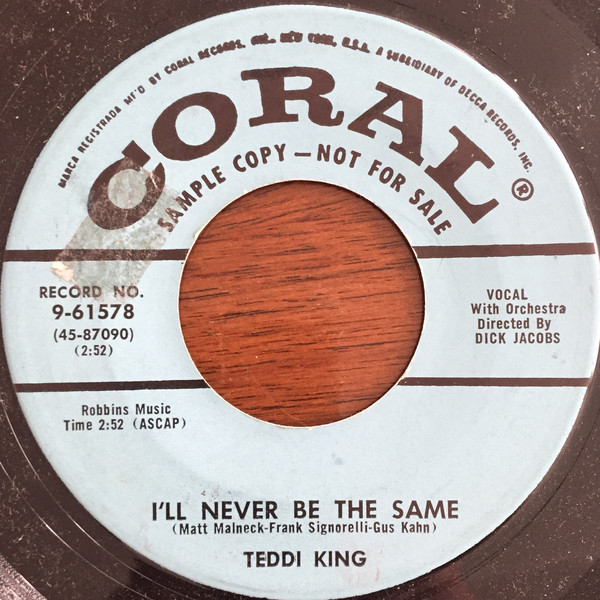 MARCA REGISTRADA MF'D BY CORAL RECORDS, INC., NEW YORK, U.S.A. A SUBSIDIARY OF DECCA RECORDS, INC.
CORAL®
SAMPLE COPY – NOT FOR SALE
RECORD NO.
9-61578
(45-87090)
(2:52)
VOCAL
With Orchestra
Directed By
DICK JACOBS
Robbins Music
Time 2:52 (ASCAP)
I'LL NEVER BE THE SAME
(Matt Malneck-Frank Signorelli-Gus Kahn)
TEDDI KING